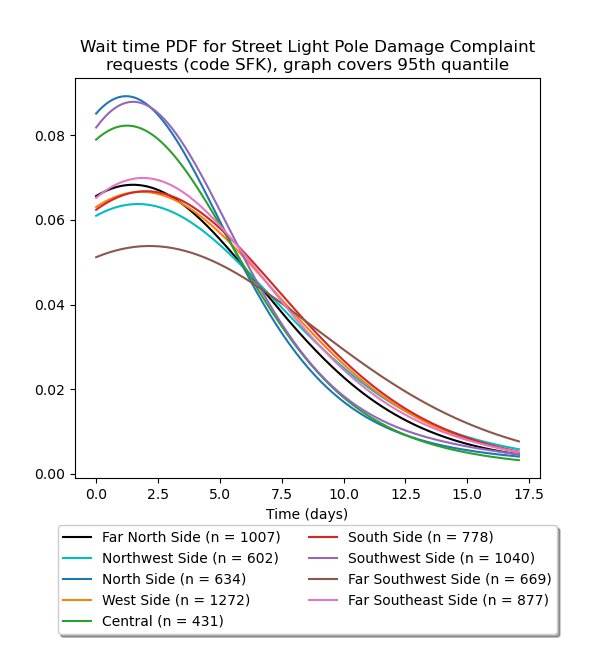 Wait time PDF for Street Light Pole Damage Complaint
requests (code SFK), graph covers 95th quantile
0.08
0.06
0.04
0.02
0.00
0.0 2.5 5.0 7.5 10.0 12.5 15.0 17.5
Time (days)
Far North Side (n = 1007)
Northwest Side (n = 602)
North Side (n = 634)
West Side (n = 1272)
Central (n = 431)
South Side (n = 778)
Southwest Side (n = 1040)
Far Southwest Side (n = 669)
Far Southeast Side (n = 877)